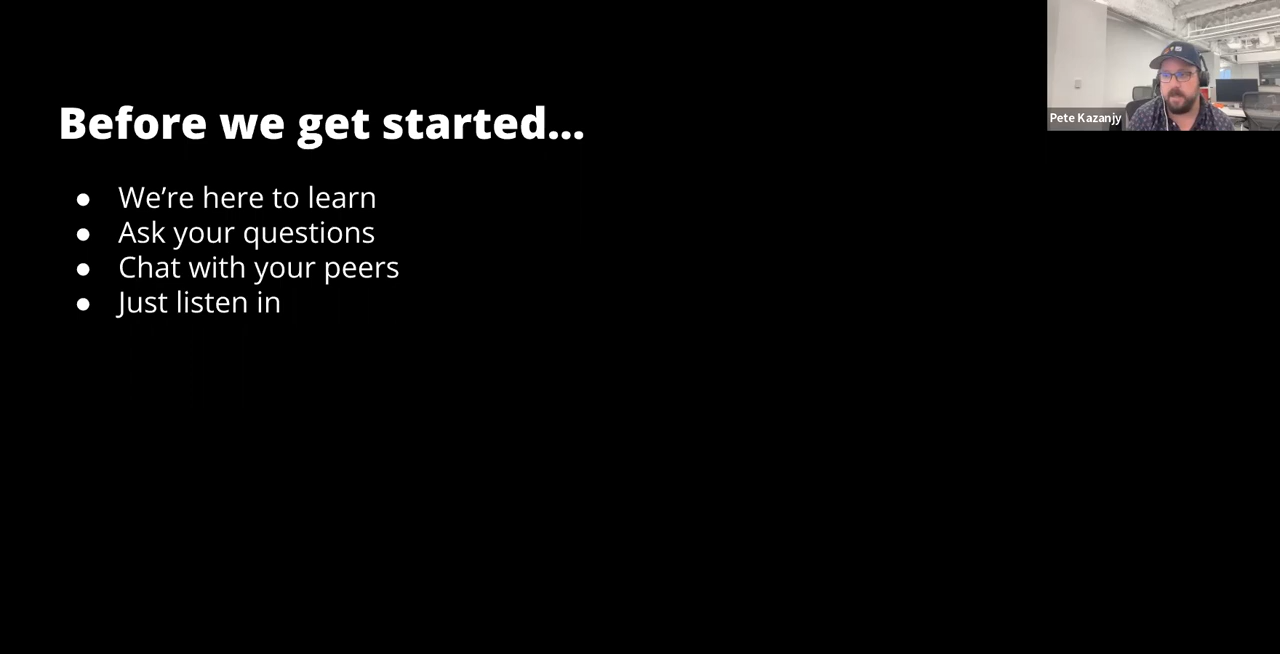 Before we get started...
● We’re here to learn
● Ask your questions
● Chat with your peers
● Just listen in
Pete Kazanjy